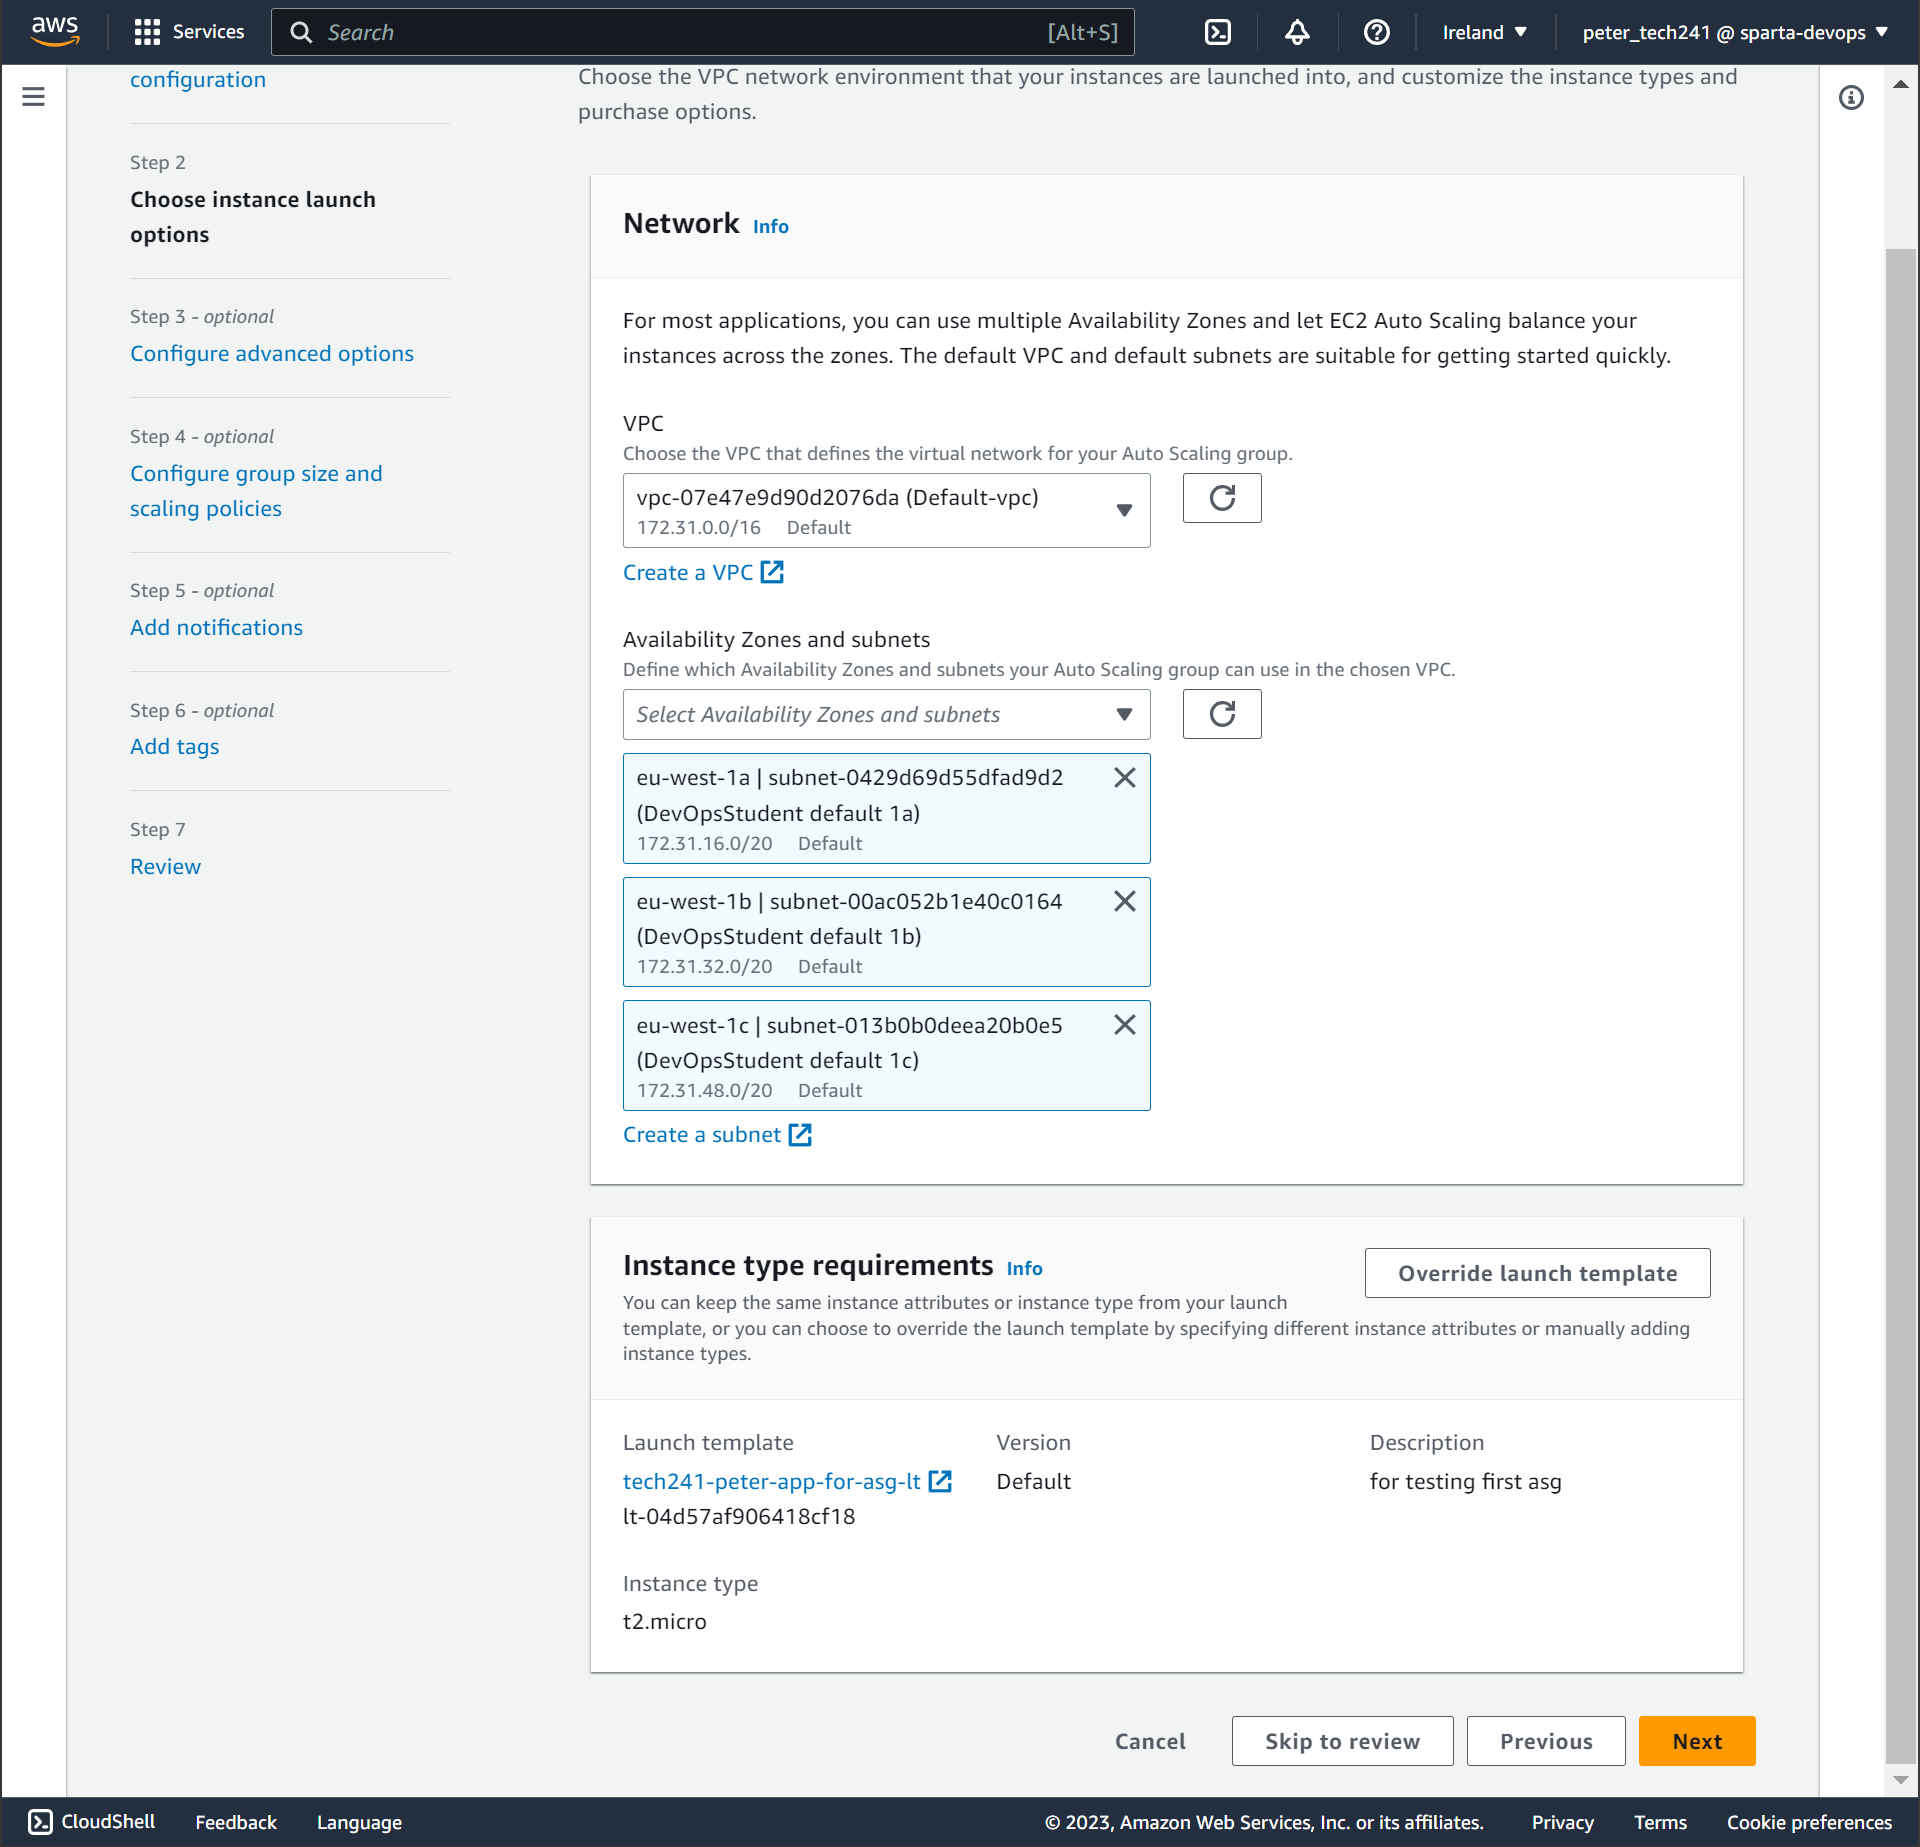 aws
Services
Search
[Alt+S]
Ireland
peter_tech241 @ sparta-devops
configuration
Step 2
Choose instance launch
options
Step 3 - optional
Configure advanced options
Step 4 - optional
Configure group size and
scaling policies
Step 5 - optional
Add notifications
Step 6 - optional
Add tags
Step 7
Review
Choose the VPC network environment that your instances are launched into, and customize the instance types and
purchase options.
Network Info
For most applications, you can use multiple Availability Zones and let EC2 Auto Scaling balance your
instances across the zones. The default VPC and default subnets are suitable for getting started quickly.
VPC
Choose the VPC that defines the virtual network for your Auto Scaling group.
vpc-07e47e9d90d2076da (Default-vpc)
172.31.0.0/16 Default
Create a VPC
Availability Zones and subnets
Define which Availability Zones and subnets your Auto Scaling group can use in the chosen VPC.
Select Availability Zones and subnets
eu-west-1a | subnet-0429d69d55dfad9d2
(DevOpsStudent default 1a)
172.31.16.0/20 Default
eu-west-1b | subnet-00ac052b1e40c0164
(DevOpsStudent default 1b)
172.31.32.0/20 Default
eu-west-1c | subnet-013b0b0deea20b0e5
(DevOpsStudent default 1c)
172.31.48.0/20 Default
Create a subnet
Instance type requirements Info
Override launch template
You can keep the same instance attributes or instance type from your launch
template, or you can choose to override the launch template by specifying different instance attributes or manually adding
instance types.
Launch template
tech241-peter-app-for-asg-lt
lt-04d57af906418cf18
Version
Default
Description
for testing first asg
Instance type
t2.micro
Cancel
Skip to review
Previous
Next
CloudShell
Feedback
Language
© 2023, Amazon Web Services, Inc. or its affiliates.
Privacy
Terms
Cookie preferences